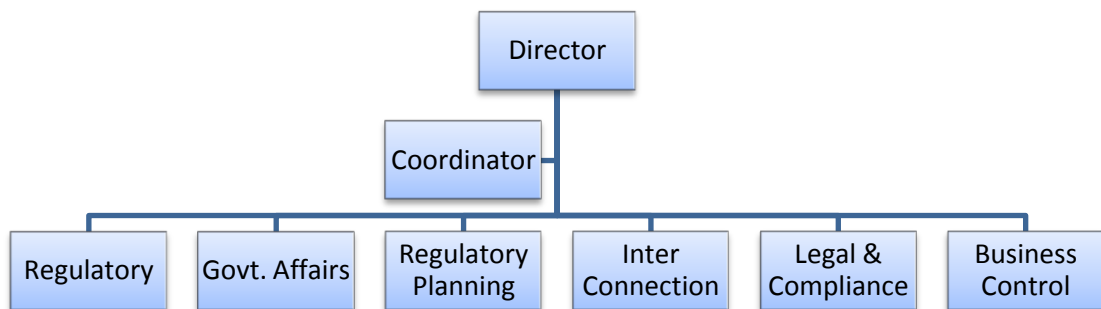 Director
Coordinator
Regulatory
Govt. Affairs
Regulatory
Planning
Inter
Connection
Legal &
Compliance
Business
Control